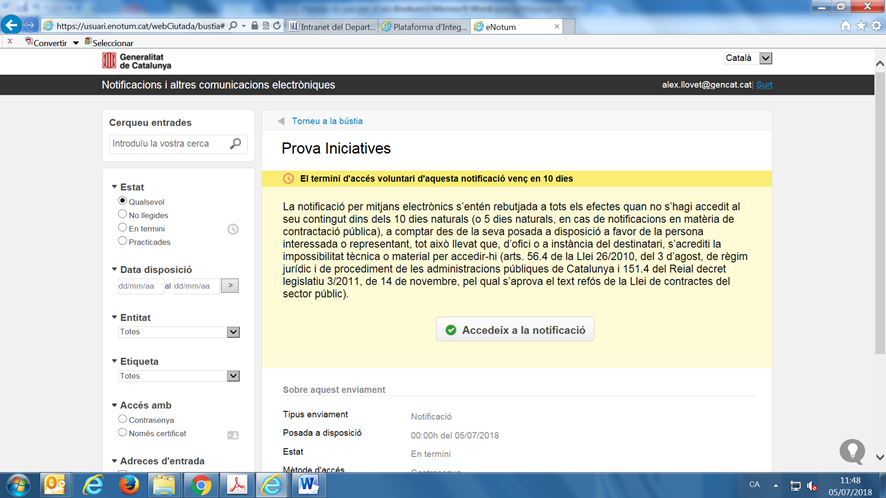 https://usuari.enotum.cat/webCiutada/bustia#
Intranet del Depart...
Plataforma d'Integ...
eNotum
Convertir
Seleccionar
Generalitat
de Catalunya
Català
Notificacions i altres comunicacions electròniques
alex.llovet@gencat.cat | Surt
Cerqueu entrades
Introduïu la vostra cerca
Estat
Qualsevol
No llegides
En termini
Practicades
Data disposició
dd/mm/aa al dd/mm/aa >
Entitat
Totes
Etiqueta
Totes
Accés amb
Contrasenya
Només certificat
Adreces d'entrada
Torneu a la bústia
Prova Iniciatives
El termini d'accés voluntari d'aquesta notificació venç en 10 dies
La notificació per mitjans electrònics s'entén rebutjada a tots els efectes quan no s'hagi accedit al
seu contingut dins dels 10 dies naturals (o 5 dies naturals, en cas de notificacions en matèria de
contractació pública), a comptar des de la seva posada a disposició a favor de la persona
interessada o representant, tot això llevat que, d'ofici o a instància del destinatari, s'acrediti la
impossibilitat tècnica o material per accedir-hi (arts. 56.4 de la Llei 26/2010, del 3 d'agost, de règim
jurídic i de procediment de les administracions públiques de Catalunya i 151.4 del Reial decret
legislatiu 3/2011, de 14 de novembre, pel qual s'aprova el text refós de la Llei de contractes del
sector públic).
Accedeix a la notificació
Sobre aquest enviament
Tipus enviament Notificació
Posada a disposició 00:00h del 05/07/2018
Estat En termini
Mètode d'accés Contrasenya
CA
11:48
05/07/2018